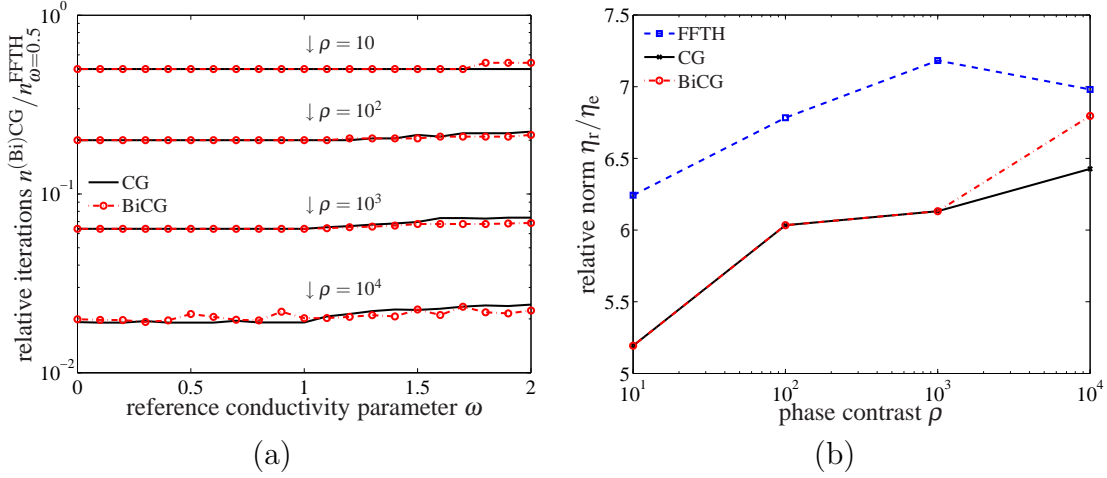 10^0
10^{-1}
10^{-2}
relative iterations n^{(Bi)CG}/n^{FFTH}_{ω=0.5}
↓ρ = 10
↓ρ = 10^2
↓ρ = 10^3
↓ρ = 10^4
CG
BiCG
0 0.5 1 1.5 2
reference conductivity parameter ω
(a)
7.5
7
6.5
6
5.5
5
relative norm η_r/η_e
FFTH
CG
BiCG
10^1 10^2 10^3 10^4
phase contrast ρ
(b)